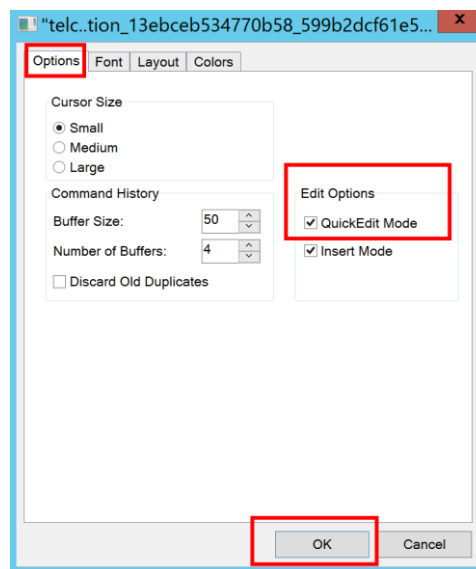 "telc..tion_13ebceb534770b58_599b2dcf61e5... x
Options Font Layout Colors
Cursor Size
Small
Medium
Large
Command History
Buffer Size: 50
Number of Buffers: 4
Discard Old Duplicates
Edit Options
QuickEdit Mode
Insert Mode
OK Cancel